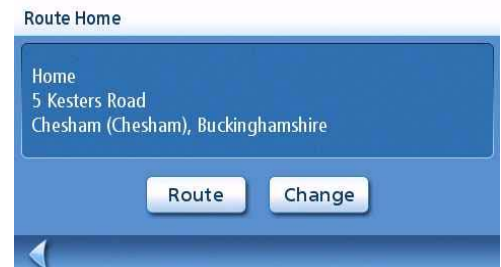 Route Home
Home
5 Kesters Road
Chesham (Chesham), Buckinghamshire
Route Change